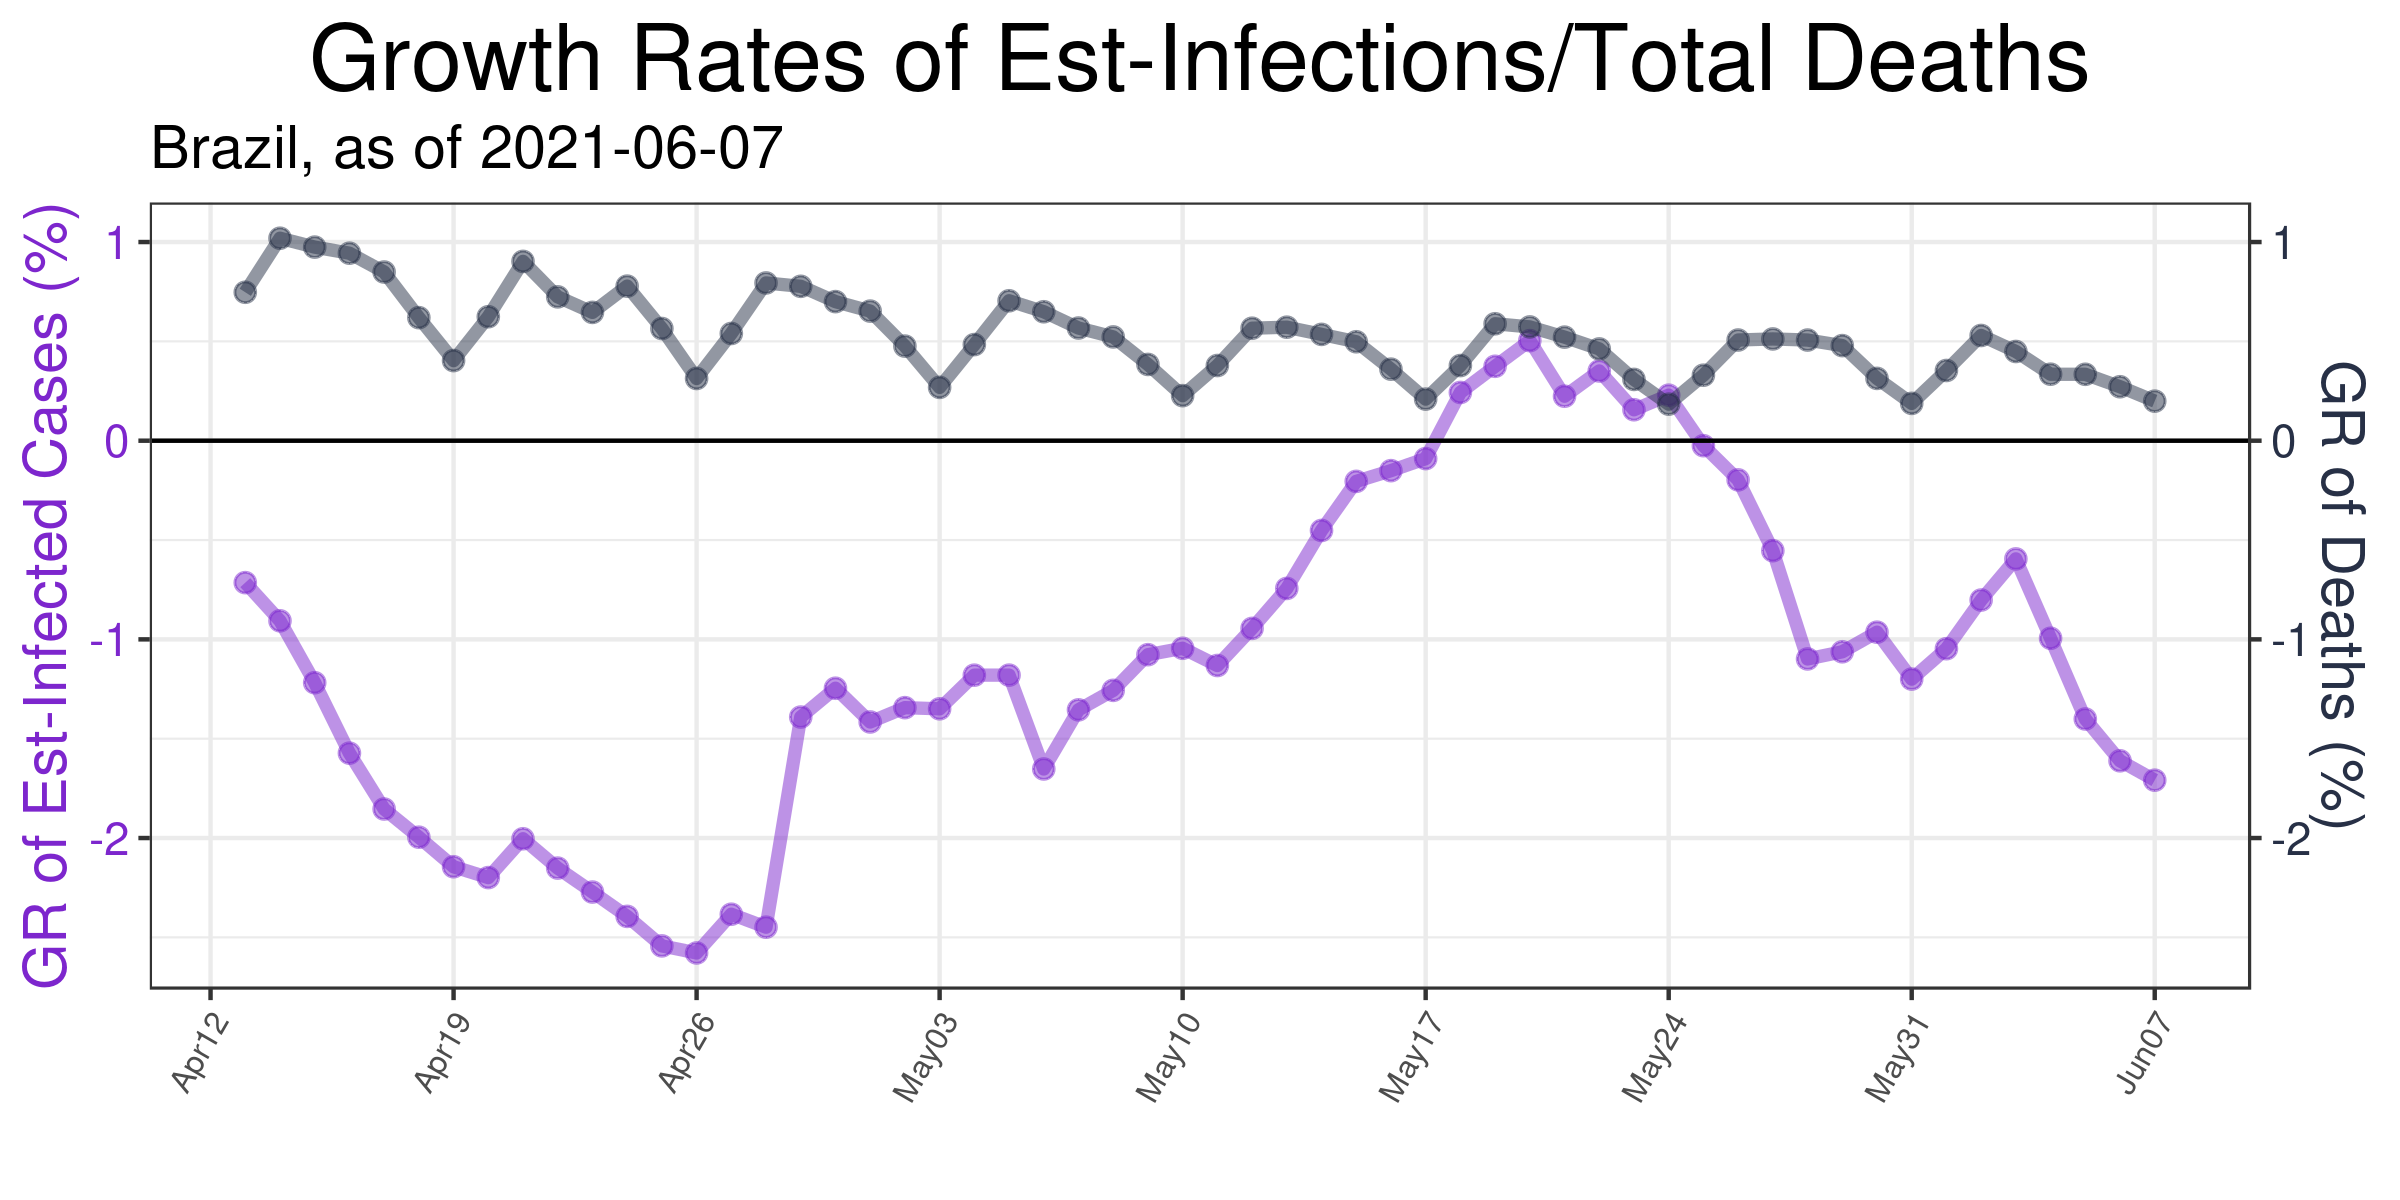 Growth Rates of Est-Infections/Total Deaths
Brazil, as of 2021-06-07
GR of Est-Infected Cases (%)
1
0
-1
-2
1
0
-1
-2
GR of Deaths (%)
Apr12
Apr19
Apr26
May03
May10
May17
May24
May31
Jun07